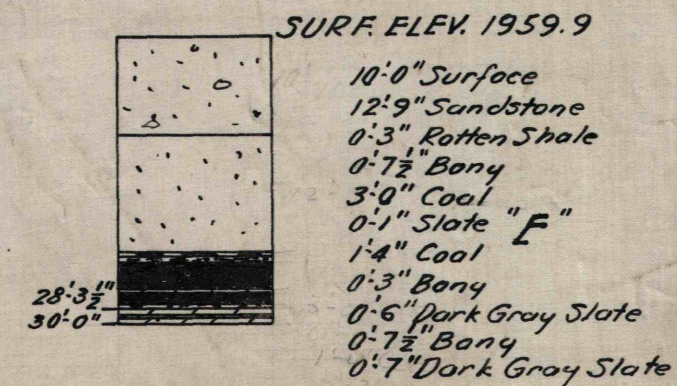 SURF. ELEV. 1959.9
10'-0" Surface
12'-9" Sandstone
0'-3" Rotten Shale
0'-7½" Bony
3'-0" Coal
0'-1" Slate "E"
1'-4" Coal
0'-3" Bony
28'-3½"
0'-6" Dark Gray Slate
30'-0"
0'-7½" Bony
0'-7" Dark Gray Slate